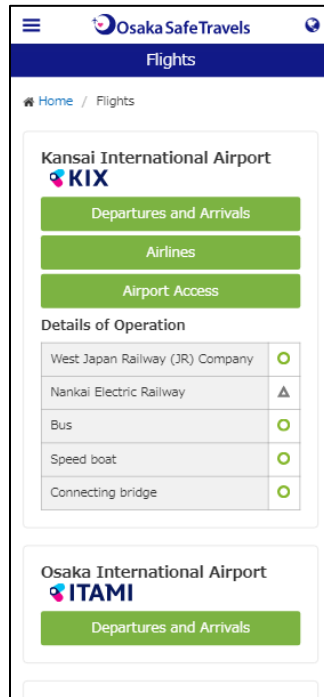 Osaka Safe Travels
Flights
Home / Flights
Kansai International Airport
KIX
Departures and Arrivals
Airlines
Airport Access
Details of Operation
West Japan Railway (JR) Company
Nankai Electric Railway
Bus
Speed boat
Connecting bridge
Osaka International Airport
ITAMI
Departures and Arrivals